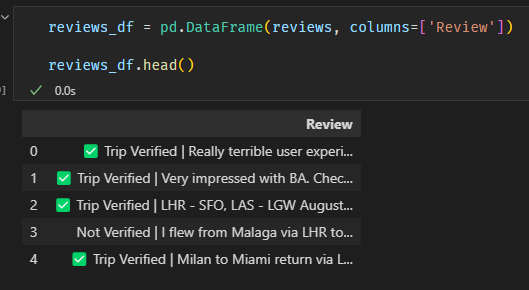 reviews_df = pd.DataFrame(reviews, columns=['Review'])
reviews_df.head()
0.0s
Review
0 ✅ Trip Verified | Really terrible user experi...
1 ✅ Trip Verified | Very impressed with BA. Chec...
2 ✅ Trip Verified | LHR - SFO, LAS - LGW August...
3 Not Verified | I flew from Malaga via LHR to...
4 ✅ Trip Verified | Milan to Miami return via L...